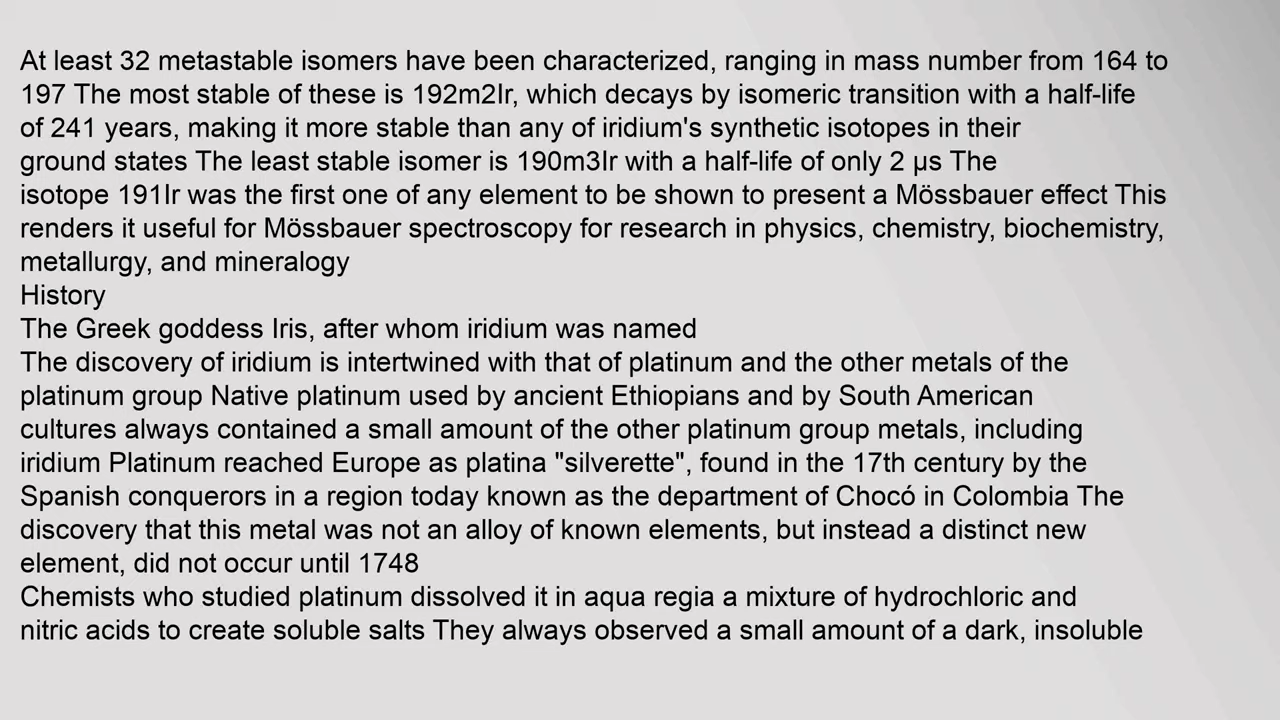 At least 32 metastable isomers have been characterized, ranging in mass number from 164 to
197 The most stable of these is 192m2Ir, which decays by isomeric transition with a half-life
of 241 years, making it more stable than any of iridium's synthetic isotopes in their
ground states The least stable isomer is 190m3Ir with a half-life of only 2 µs The
isotope 191Ir was the first one of any element to be shown to present a Mössbauer effect This
renders it useful for Mössbauer spectroscopy for research in physics, chemistry, biochemistry,
metallurgy, and mineralogy
History
The Greek goddess Iris, after whom iridium was named
The discovery of iridium is intertwined with that of platinum and the other metals of the
platinum group Native platinum used by ancient Ethiopians and by South American
cultures always contained a small amount of the other platinum group metals, including
iridium Platinum reached Europe as platina "silverette", found in the 17th century by the
Spanish conquerors in a region today known as the department of Chocó in Colombia The
discovery that this metal was not an alloy of known elements, but instead a distinct new
element, did not occur until 1748
Chemists who studied platinum dissolved it in aqua regia a mixture of hydrochloric and
nitric acids to create soluble salts They always observed a small amount of a dark, insoluble